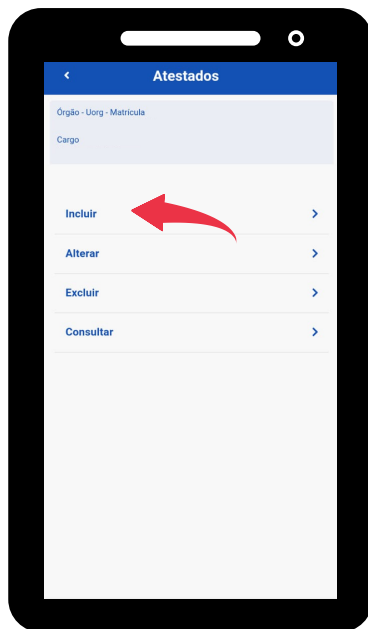 Atestados
Órgão - Uorg - Matrícula
Cargo
Incluir
Alterar
Excluir
Consultar